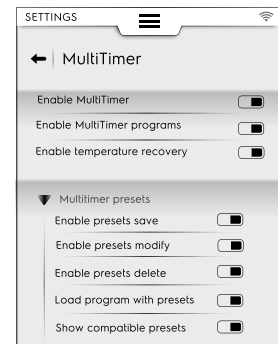 SETTINGS
MultiTimer
Enable MultiTimer
Enable MultiTimer programs
Enable temperature recovery
Multitimer presets
Enable presets save
Enable presets modify
Enable presets delete
Load program with presets
Show compatible presets